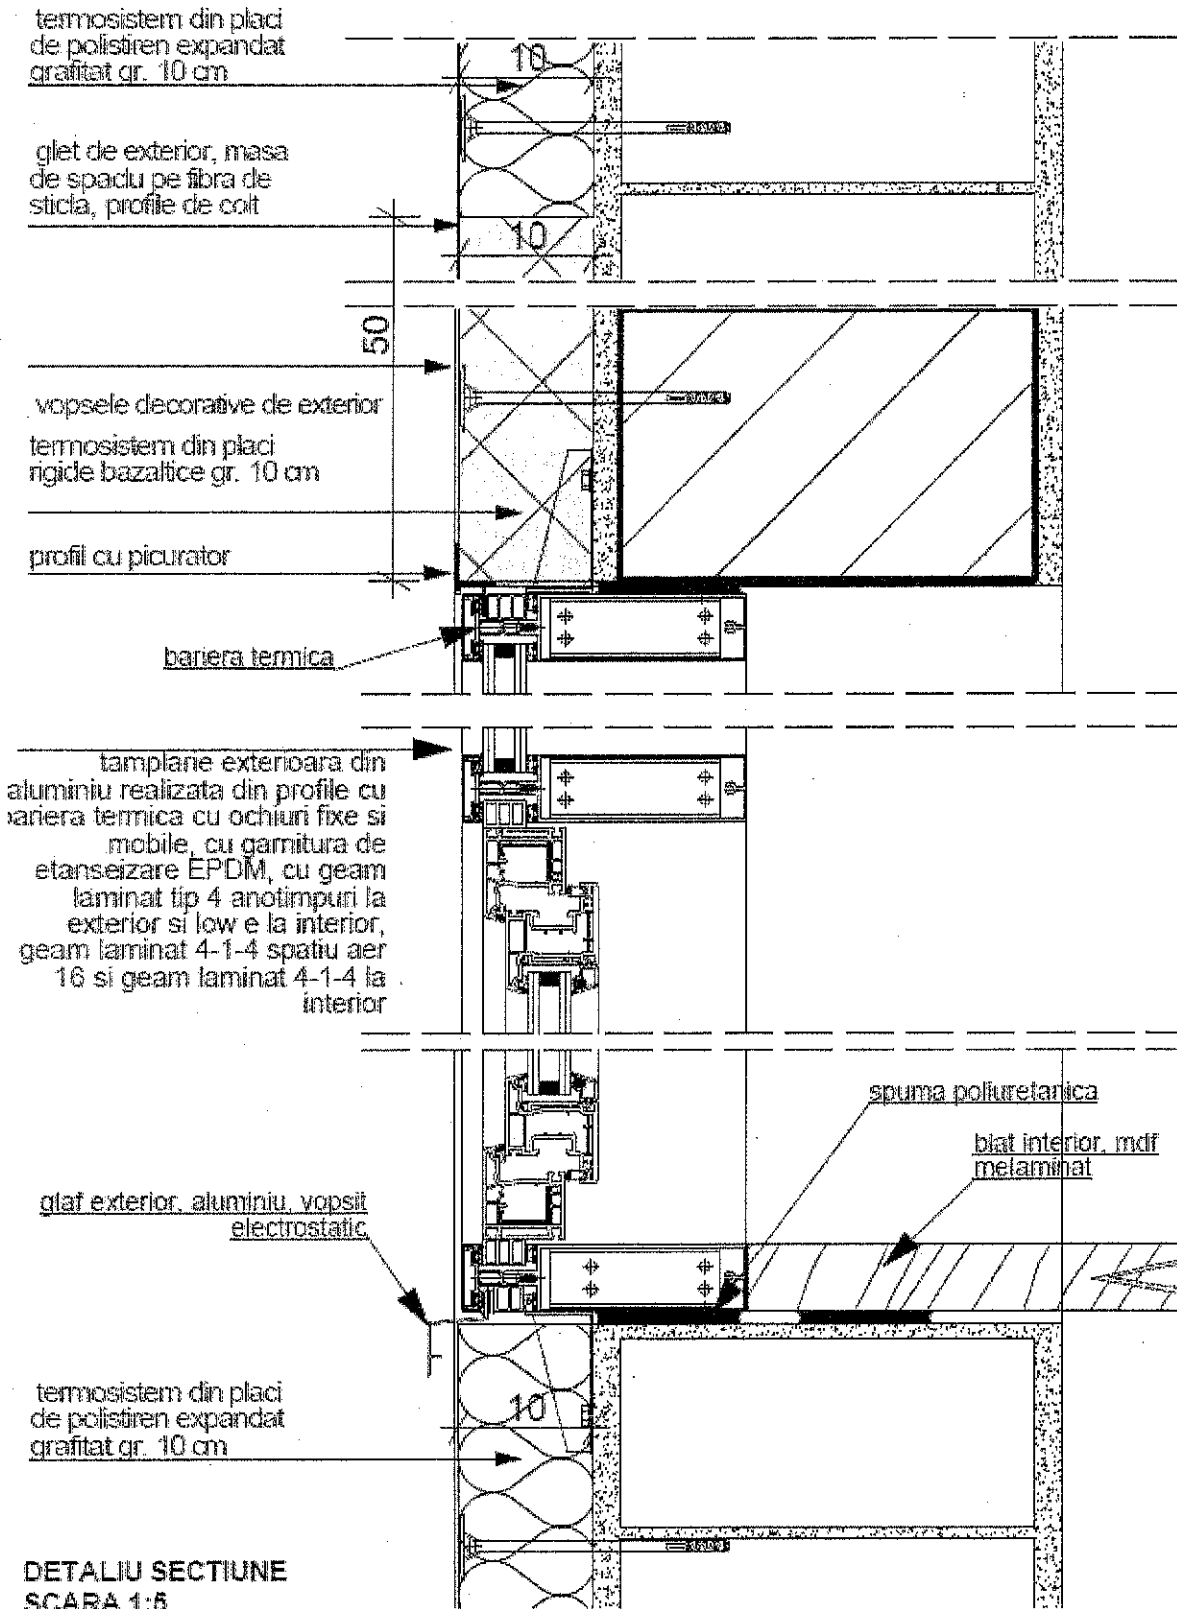 termosistem din placi
de polistiren expandat
grafitat gr. 10 cm
10
glet de exterior, masa
de spaclu pe fibra de
sticla, profile de colt
10
50
vopsele decorative de exterior
termosistem din placi
rigide bazaltice gr. 10 cm
profil cu picurator
bariera termica
tamplarie exterioara din
aluminiu realizata din profile cu
bariera termica cu ochiuri fixe si
mobile, cu garnitura de
etanseizare EPDM, cu geam
laminat tip 4 anotimpuri la
exterior si low e la interior,
geam laminat 4-1-4 spatiu aer
16 si geam laminat 4-1-4 la
interior
spuma poliuretanica
blat interior, mdf
melaminat
glaf exterior, aluminiu, vopsit
electrostatic
termosistem din placi
de polistiren expandat
grafitat gr. 10 cm
10
DETALIU SECTIUNE
SCARA 1:5